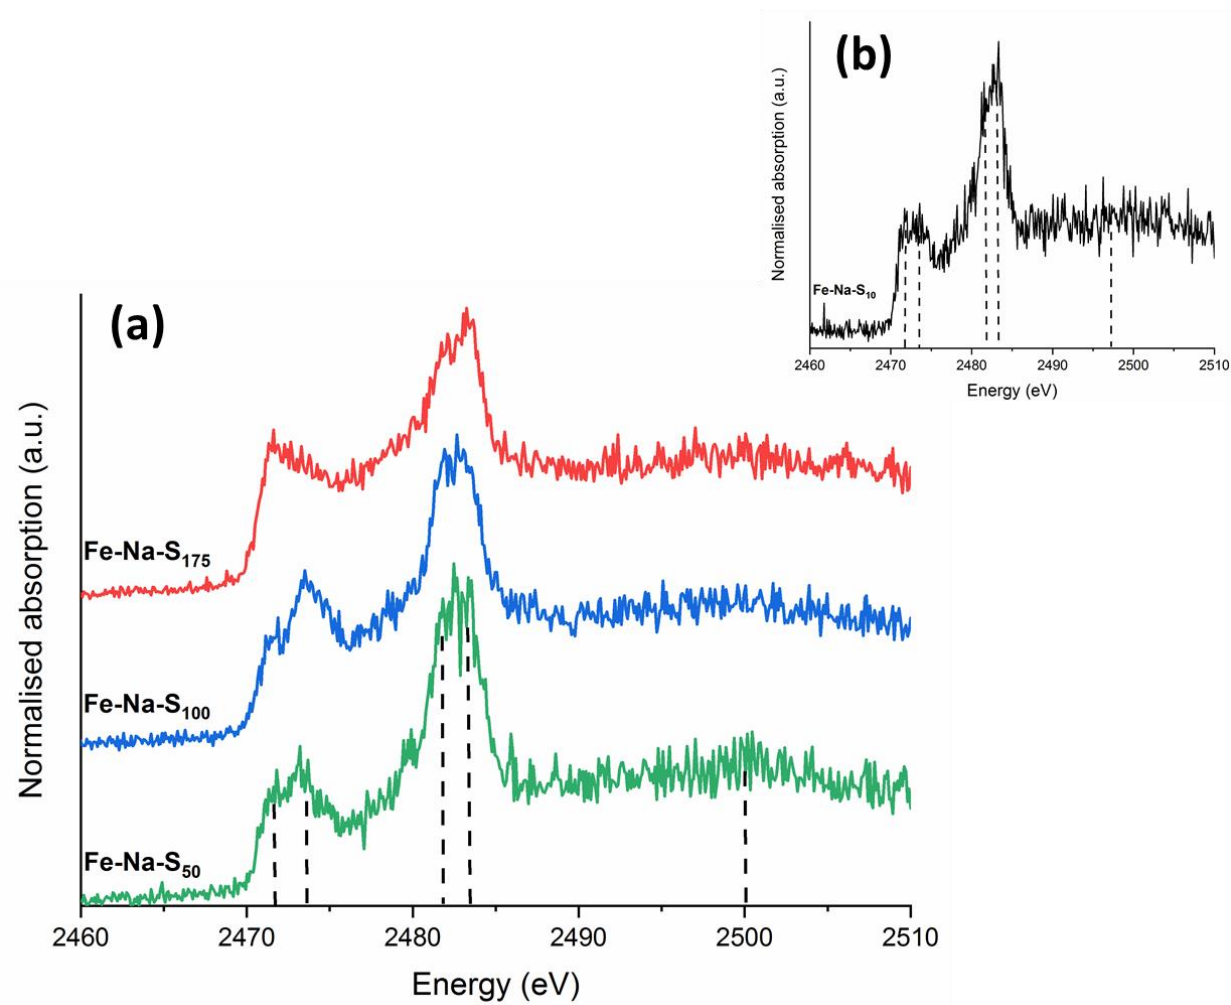 (b)
Normalised absorption (a.u.)
Fe-Na-S10
2460 2470 2480 2490 2500 2510
Energy (eV)
(a)
Normalised absorption (a.u.)
Fe-Na-S175
Fe-Na-S100
Fe-Na-S50
2460 2470 2480 2490 2500 2510
Energy (eV)